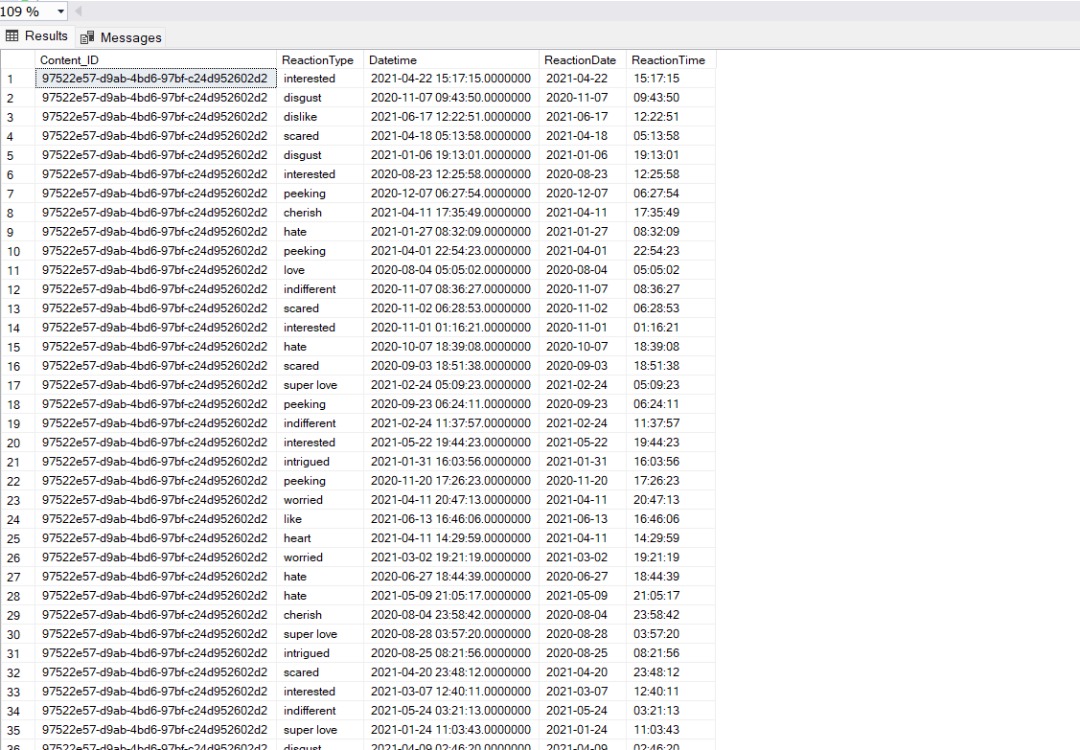 109 %
Results Messages
Content_ID ReactionType Datetime ReactionDate ReactionTime
1 97522e57-d9ab-4bd6-97bf-c24d952602d2 interested 2021-04-22 15:17:15.0000000 2021-04-22 15:17:15
2 97522e57-d9ab-4bd6-97bf-c24d952602d2 disgust 2020-11-07 09:43:50.0000000 2020-11-07 09:43:50
3 97522e57-d9ab-4bd6-97bf-c24d952602d2 dislike 2021-06-17 12:22:51.0000000 2021-06-17 12:22:51
4 97522e57-d9ab-4bd6-97bf-c24d952602d2 scared 2021-04-18 05:13:58.0000000 2021-04-18 05:13:58
5 97522e57-d9ab-4bd6-97bf-c24d952602d2 disgust 2021-01-06 19:13:01.0000000 2021-01-06 19:13:01
6 97522e57-d9ab-4bd6-97bf-c24d952602d2 interested 2020-08-23 12:25:58.0000000 2020-08-23 12:25:58
7 97522e57-d9ab-4bd6-97bf-c24d952602d2 peeking 2020-12-07 06:27:54.0000000 2020-12-07 06:27:54
8 97522e57-d9ab-4bd6-97bf-c24d952602d2 cherish 2021-04-11 17:35:49.0000000 2021-04-11 17:35:49
9 97522e57-d9ab-4bd6-97bf-c24d952602d2 hate 2021-01-27 08:32:09.0000000 2021-01-27 08:32:09
10 97522e57-d9ab-4bd6-97bf-c24d952602d2 peeking 2021-04-01 22:54:23.0000000 2021-04-01 22:54:23
11 97522e57-d9ab-4bd6-97bf-c24d952602d2 love 2020-08-04 05:05:02.0000000 2020-08-04 05:05:02
12 97522e57-d9ab-4bd6-97bf-c24d952602d2 indifferent 2020-11-07 08:36:27.0000000 2020-11-07 08:36:27
13 97522e57-d9ab-4bd6-97bf-c24d952602d2 scared 2020-11-02 06:28:53.0000000 2020-11-02 06:28:53
14 97522e57-d9ab-4bd6-97bf-c24d952602d2 interested 2020-11-01 01:16:21.0000000 2020-11-01 01:16:21
15 97522e57-d9ab-4bd6-97bf-c24d952602d2 hate 2020-10-07 18:39:08.0000000 2020-10-07 18:39:08
16 97522e57-d9ab-4bd6-97bf-c24d952602d2 scared 2020-09-03 18:51:38.0000000 2020-09-03 18:51:38
17 97522e57-d9ab-4bd6-97bf-c24d952602d2 super love 2021-02-24 05:09:23.0000000 2021-02-24 05:09:23
18 97522e57-d9ab-4bd6-97bf-c24d952602d2 peeking 2020-09-23 06:24:11.0000000 2020-09-23 06:24:11
19 97522e57-d9ab-4bd6-97bf-c24d952602d2 indifferent 2021-02-24 11:37:57.0000000 2021-02-24 11:37:57
20 97522e57-d9ab-4bd6-97bf-c24d952602d2 interested 2021-05-22 19:44:23.0000000 2021-05-22 19:44:23
21 97522e57-d9ab-4bd6-97bf-c24d952602d2 intrigued 2021-01-31 16:03:56.0000000 2021-01-31 16:03:56
22 97522e57-d9ab-4bd6-97bf-c24d952602d2 peeking 2020-11-20 17:26:23.0000000 2020-11-20 17:26:23
23 97522e57-d9ab-4bd6-97bf-c24d952602d2 worried 2021-04-11 20:47:13.0000000 2021-04-11 20:47:13
24 97522e57-d9ab-4bd6-97bf-c24d952602d2 like 2021-06-13 16:46:06.0000000 2021-06-13 16:46:06
25 97522e57-d9ab-4bd6-97bf-c24d952602d2 heart 2021-04-11 14:29:59.0000000 2021-04-11 14:29:59
26 97522e57-d9ab-4bd6-97bf-c24d952602d2 worried 2021-03-02 19:21:19.0000000 2021-03-02 19:21:19
27 97522e57-d9ab-4bd6-97bf-c24d952602d2 hate 2020-06-27 18:44:39.0000000 2020-06-27 18:44:39
28 97522e57-d9ab-4bd6-97bf-c24d952602d2 hate 2021-05-09 21:05:17.0000000 2021-05-09 21:05:17
29 97522e57-d9ab-4bd6-97bf-c24d952602d2 cherish 2020-08-04 23:58:42.0000000 2020-08-04 23:58:42
30 97522e57-d9ab-4bd6-97bf-c24d952602d2 super love 2020-08-28 03:57:20.0000000 2020-08-28 03:57:20
31 97522e57-d9ab-4bd6-97bf-c24d952602d2 intrigued 2020-08-25 08:21:56.0000000 2020-08-25 08:21:56
32 97522e57-d9ab-4bd6-97bf-c24d952602d2 scared 2021-04-20 23:48:12.0000000 2021-04-20 23:48:12
33 97522e57-d9ab-4bd6-97bf-c24d952602d2 interested 2021-03-07 12:40:11.0000000 2021-03-07 12:40:11
34 97522e57-d9ab-4bd6-97bf-c24d952602d2 indifferent 2021-05-24 03:21:13.0000000 2021-05-24 03:21:13
35 97522e57-d9ab-4bd6-97bf-c24d952602d2 super love 2021-01-24 11:03:43.0000000 2021-01-24 11:03:43
36 97522e57-d9ab-4bd6-97bf-c24d952602d2 disgust 2021-04-09 02:46:20.0000000 2021-04-09 02:46:20